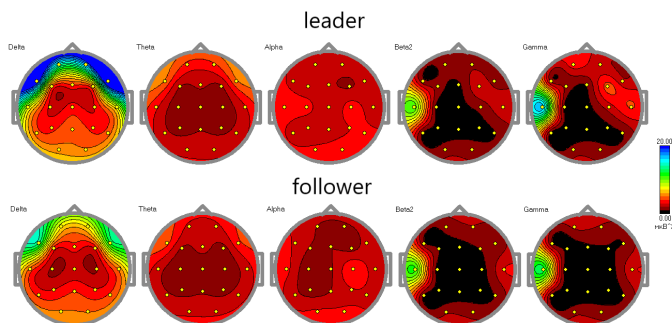 leader
Delta Theta Alpha Beta2 Gamma
20.00
0.00
follower
Delta Theta Alpha Beta2 Gamma